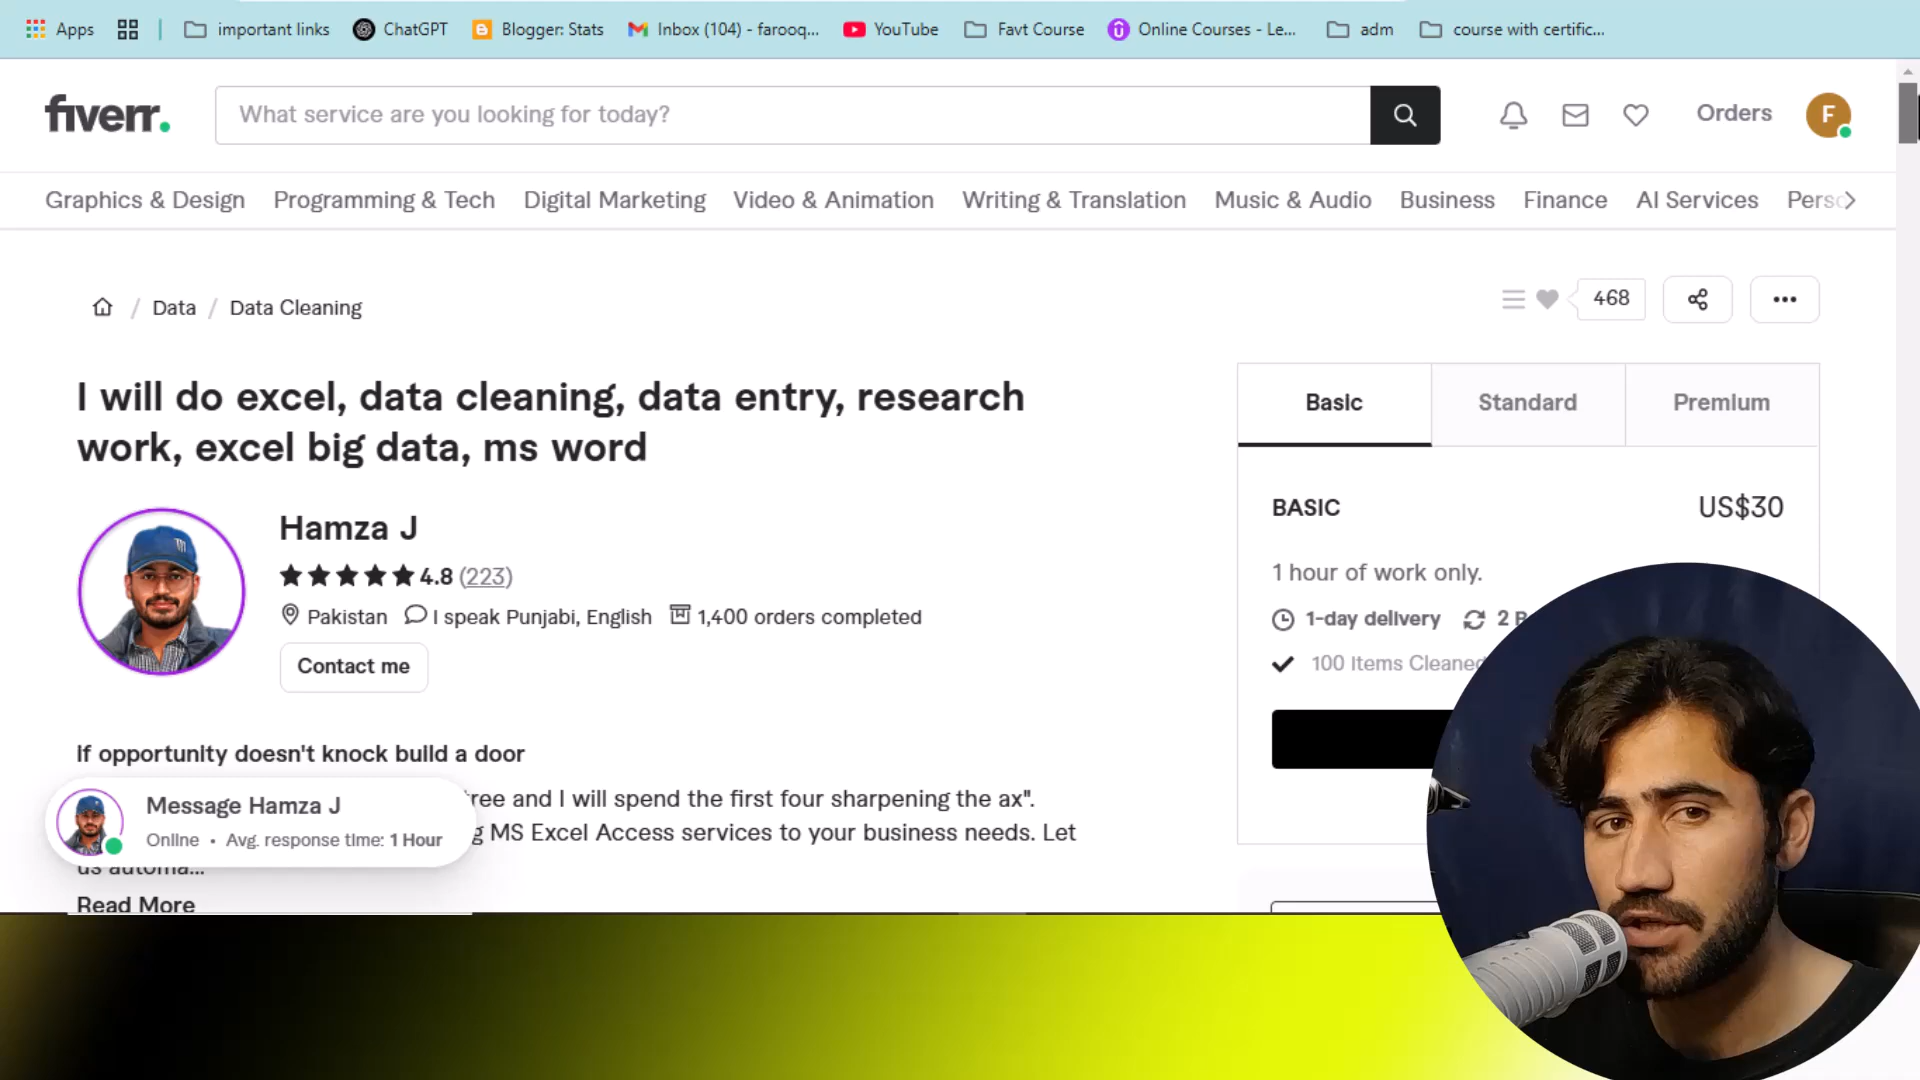 Apps
important links
ChatGPT
Blogger: Stats
Inbox (104) - farooq...
YouTube
Favt Course
Online Courses - Le...
adm
course with certific...
fiverr.
What service are you looking for today?
Orders
F
Graphics & Design
Programming & Tech
Digital Marketing
Video & Animation
Writing & Translation
Music & Audio
Business
Finance
AI Services
/ Data / Data Cleaning
468
I will do excel, data cleaning, data entry, research
work, excel big data, ms word
Hamza J
4.8 (223)
Pakistan
I speak Punjabi, English
1,400 orders completed
Contact me
If opportunity doesn't knock build a door
and I will spend the first four sharpening the ax".
MS Excel Access services to your business needs. Let
us automa...
Read More
Message Hamza J
Online • Avg. response time: 1 Hour
Basic
Standard
Premium
BASIC
US$30
1 hour of work only.
1-day delivery
2
100 Items Cleaned